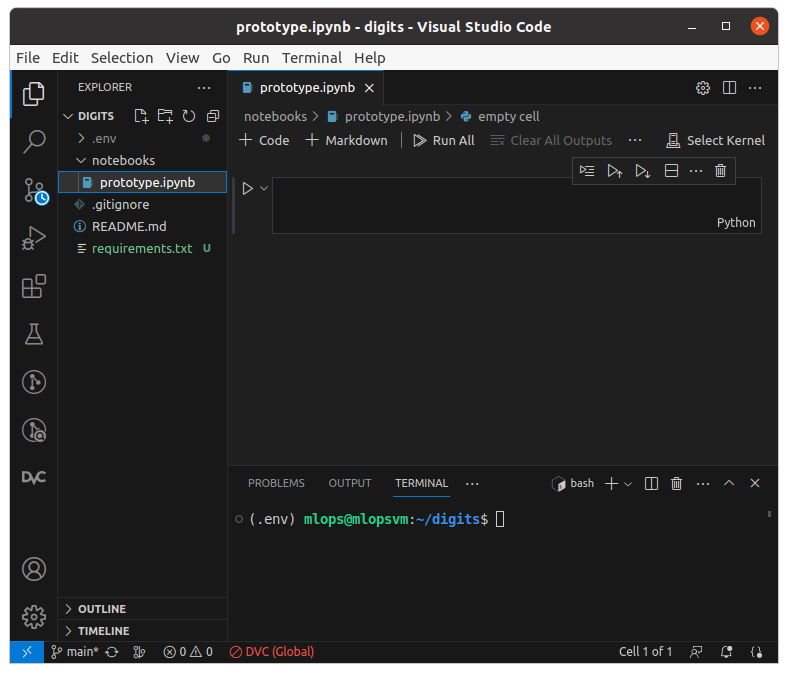 prototype.ipynb - digits - Visual Studio Code
File Edit Selection View Go Run Terminal Help
EXPLORER
DIGITS
.env
notebooks
prototype.ipynb
.gitignore
README.md
requirements.txt U
OUTLINE
TIMELINE
DVC
prototype.ipynb
notebooks > prototype.ipynb > empty cell
+ Code + Markdown Run All Clear All Outputs ... Select Kernel
Python
PROBLEMS OUTPUT TERMINAL ... bash
(.env) mlops@mlopsvm:~/digits$
main* 0 0 DVC (Global) Cell 1 of 1